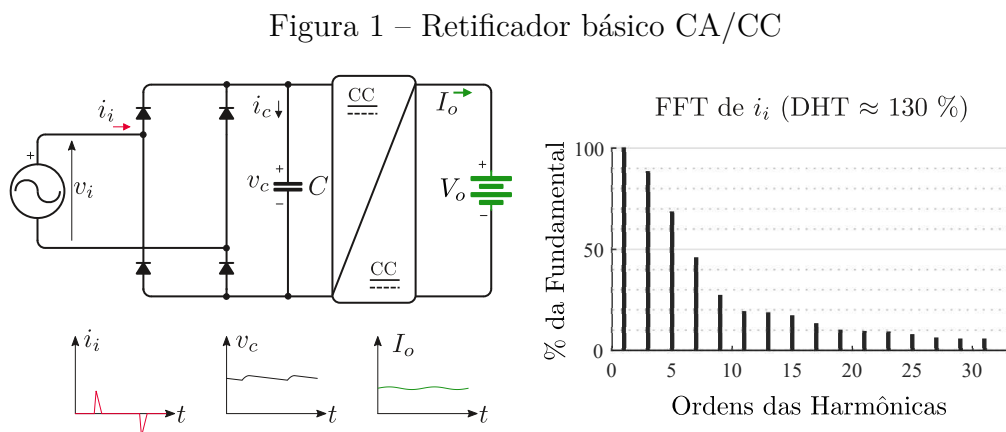 Figura 1 – Retificador básico CA/CC
i_i
v_i
+
i_c
+
v_c
−
C
CC
CC
I_o
+
V_o
−
i_i
t
v_c
t
I_o
t
FFT de i_i (DHT ≈ 130 %)
% da Fundamental
100
50
0
0 5 10 15 20 25 30
Ordens das Harmônicas